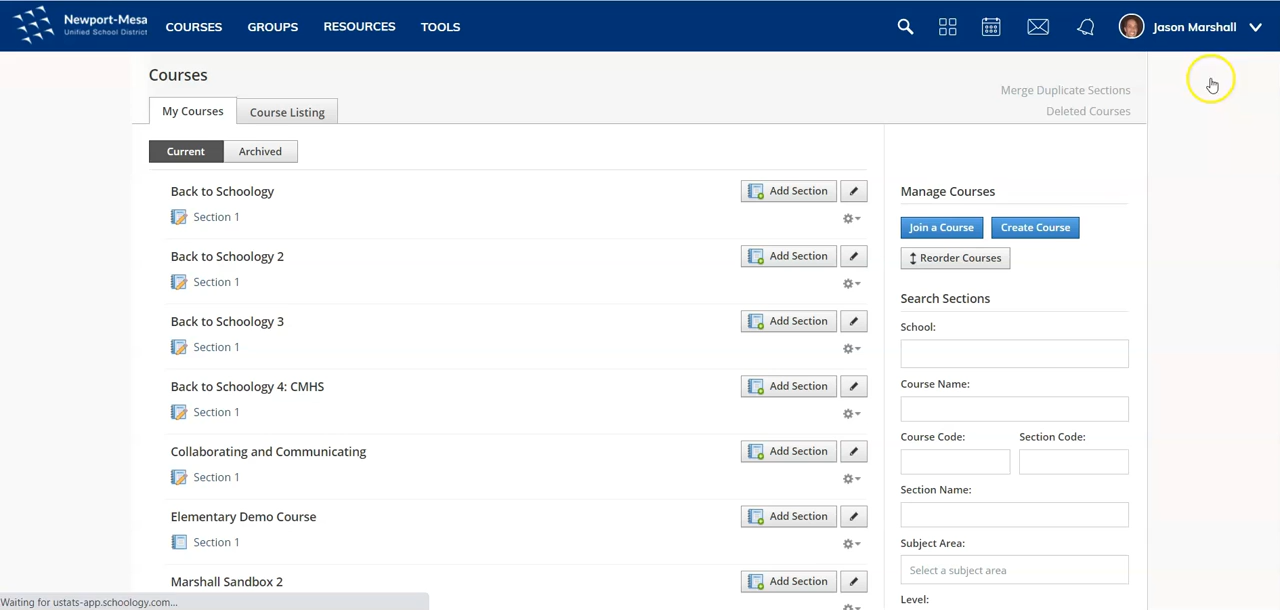 Newport-Mesa
Unified School District
COURSES
GROUPS
RESOURCES
TOOLS
Jason Marshall
Courses
Merge Duplicate Sections
Deleted Courses
My Courses
Course Listing
Current
Archived
Back to Schoology
Add Section
Section 1
Back to Schoology 2
Add Section
Section 1
Back to Schoology 3
Add Section
Section 1
Back to Schoology 4: CMHS
Add Section
Section 1
Collaborating and Communicating
Add Section
Section 1
Elementary Demo Course
Add Section
Section 1
Marshall Sandbox 2
Add Section
Manage Courses
Join a Course
Create Course
Reorder Courses
Search Sections
School:
Course Name:
Course Code:
Section Code:
Section Name:
Subject Area:
Select a subject area
Level:
Waiting for ustats-app.schoology.com...